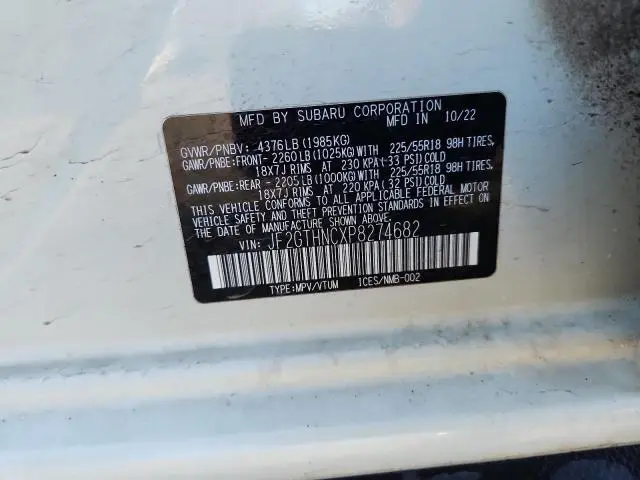 MFD BY SUBARU CORPORATION
MFD IN 10/22
GVWR/PNBV: 4376LB (1985KG)
GAWR/PNBE:FRONT- 2260LB (1025KG)WITH 225/55R18 98H TIRES,
18X7J RIMS AT 230 KPA (33 PSI)COLD
GAWR/PNBE:REAR - 2205LB (1000KG)WITH 225/55R18 98H TIRES,
18X7J RIMS AT 220 KPA (32 PSI)COLD
THIS VEHICLE CONFORMS TO ALL APPLICABLE FEDERAL MOTOR
VEHICLE SAFETY AND THEFT PREVENTION STANDARDS IN EFFECT
ON THE DATE OF MANUFACTURE SHOWN ABOVE.
VIN: JF2GTHNCXP8274682
TYPE:MPV/VTUM ICES/NMB-002